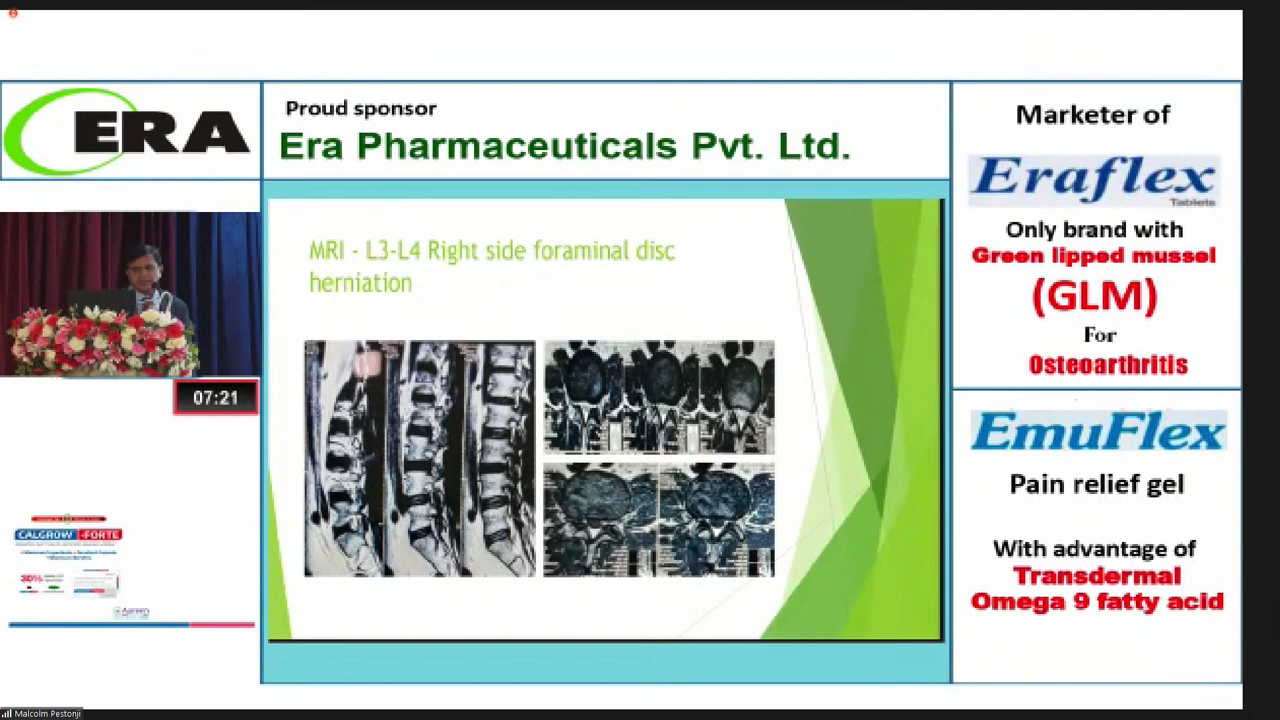 ERA
Proud sponsor
Era Pharmaceuticals Pvt. Ltd.
MRI - L3-L4 Right side foraminal disc
herniation
07:21
CALGROW -FORTE
Marketer of
Eraflex
Tablets
Only brand with
Green lipped mussel
(GLM)
For
Osteoarthritis
EmuFlex
Pain relief gel
With advantage of
Transdermal
Omega 9 fatty acid
Malcolm Pestonji